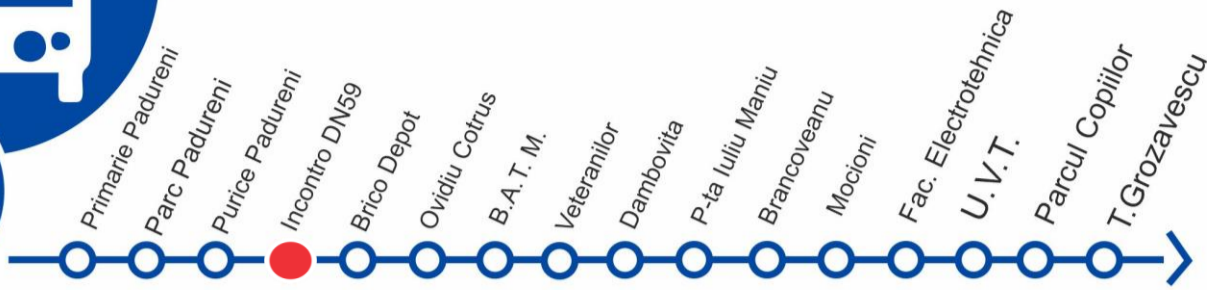 Primarie Padureni
Parc Padureni
Purice Padureni
Incontro DN59
Brico Depot
Ovidiu Cotrus
B.A.T. M.
Veteranilor
Dambovita
P-ta Iuliu Maniu
Brancoveanu
Mocioni
Fac. Electrotehnica
U.V.T.
Parcul Copiilor
T.Grozavescu